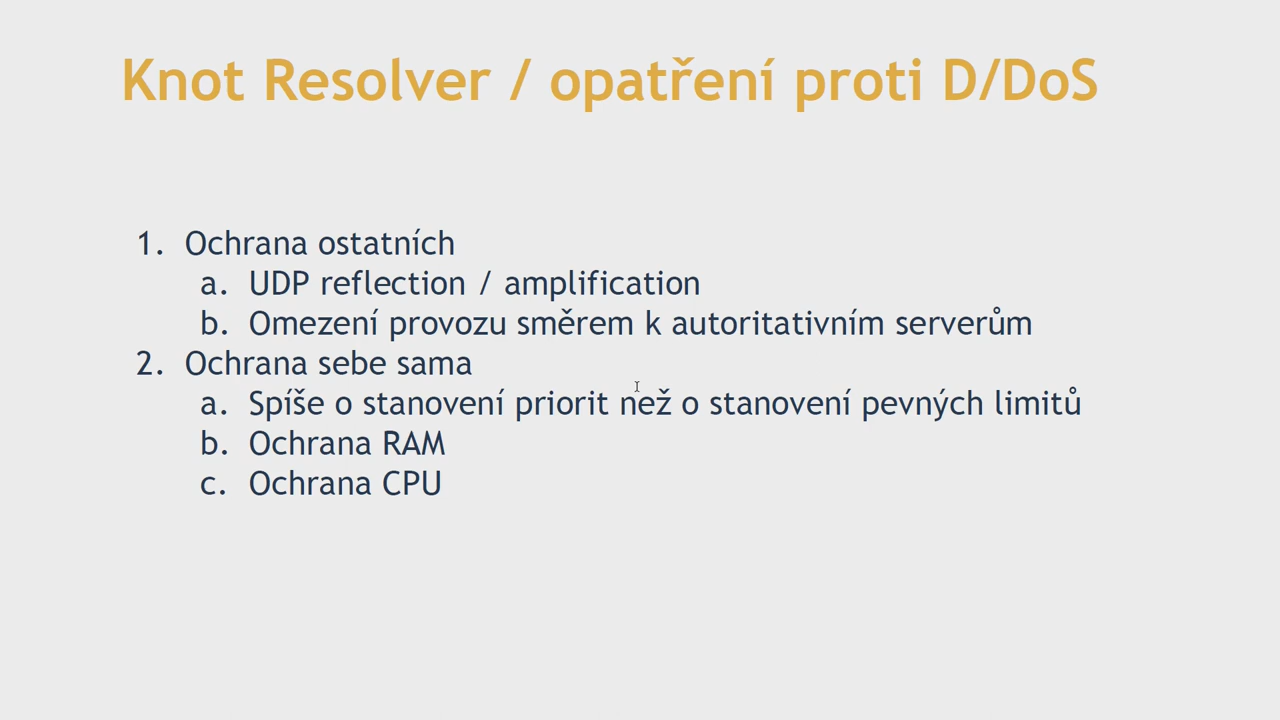 Knot Resolver / opatření proti D/DoS
1. Ochrana ostatních
a. UDP reflection / amplification
b. Omezení provozu směrem k autoritativním serverům
2. Ochrana sebe sama
a. Spíše o stanovení priorit než o stanovení pevných limitů
b. Ochrana RAM
c. Ochrana CPU